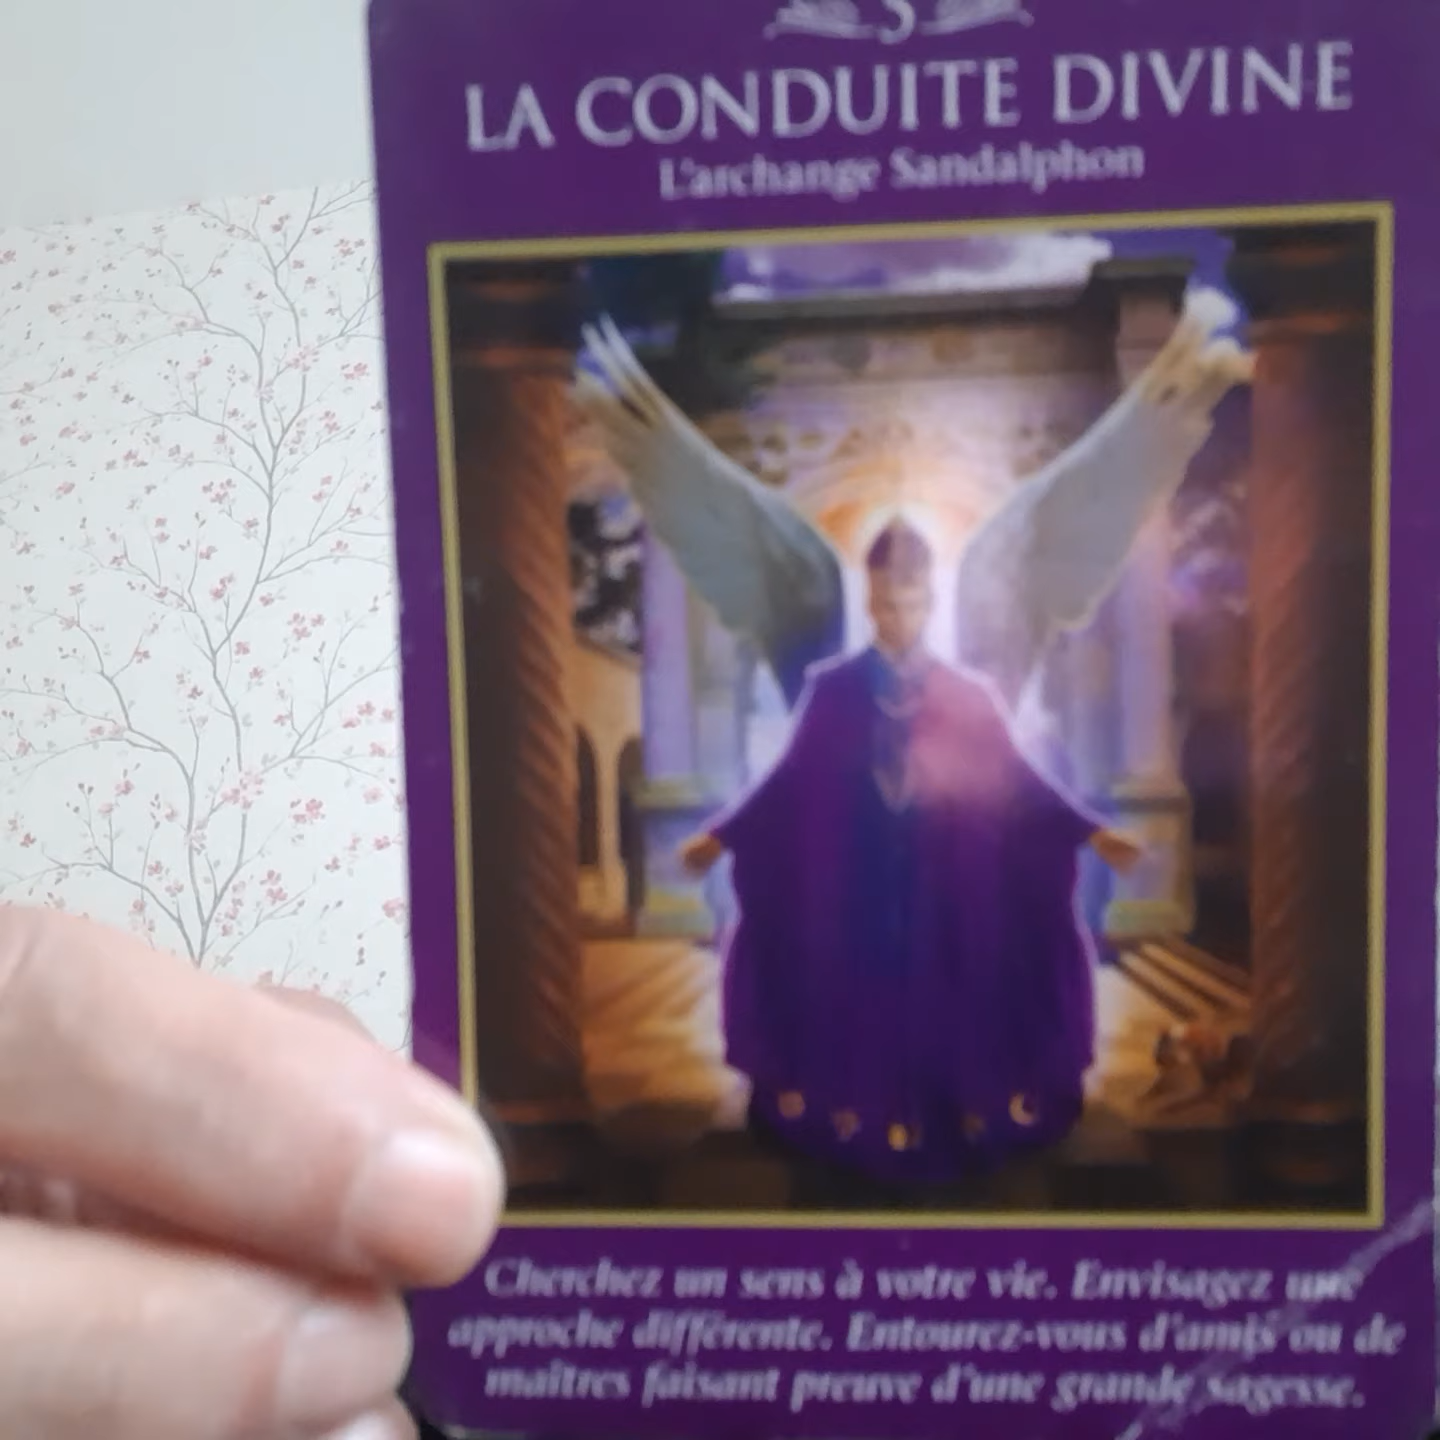 5
LA CONDUITE DIVINE
L'archange Sandalphon
Cherchez un sens à votre vie. Envisagez une
approche différente. Entourez-vous d'amis ou de
maîtres faisant preuve d'une grande sagesse.